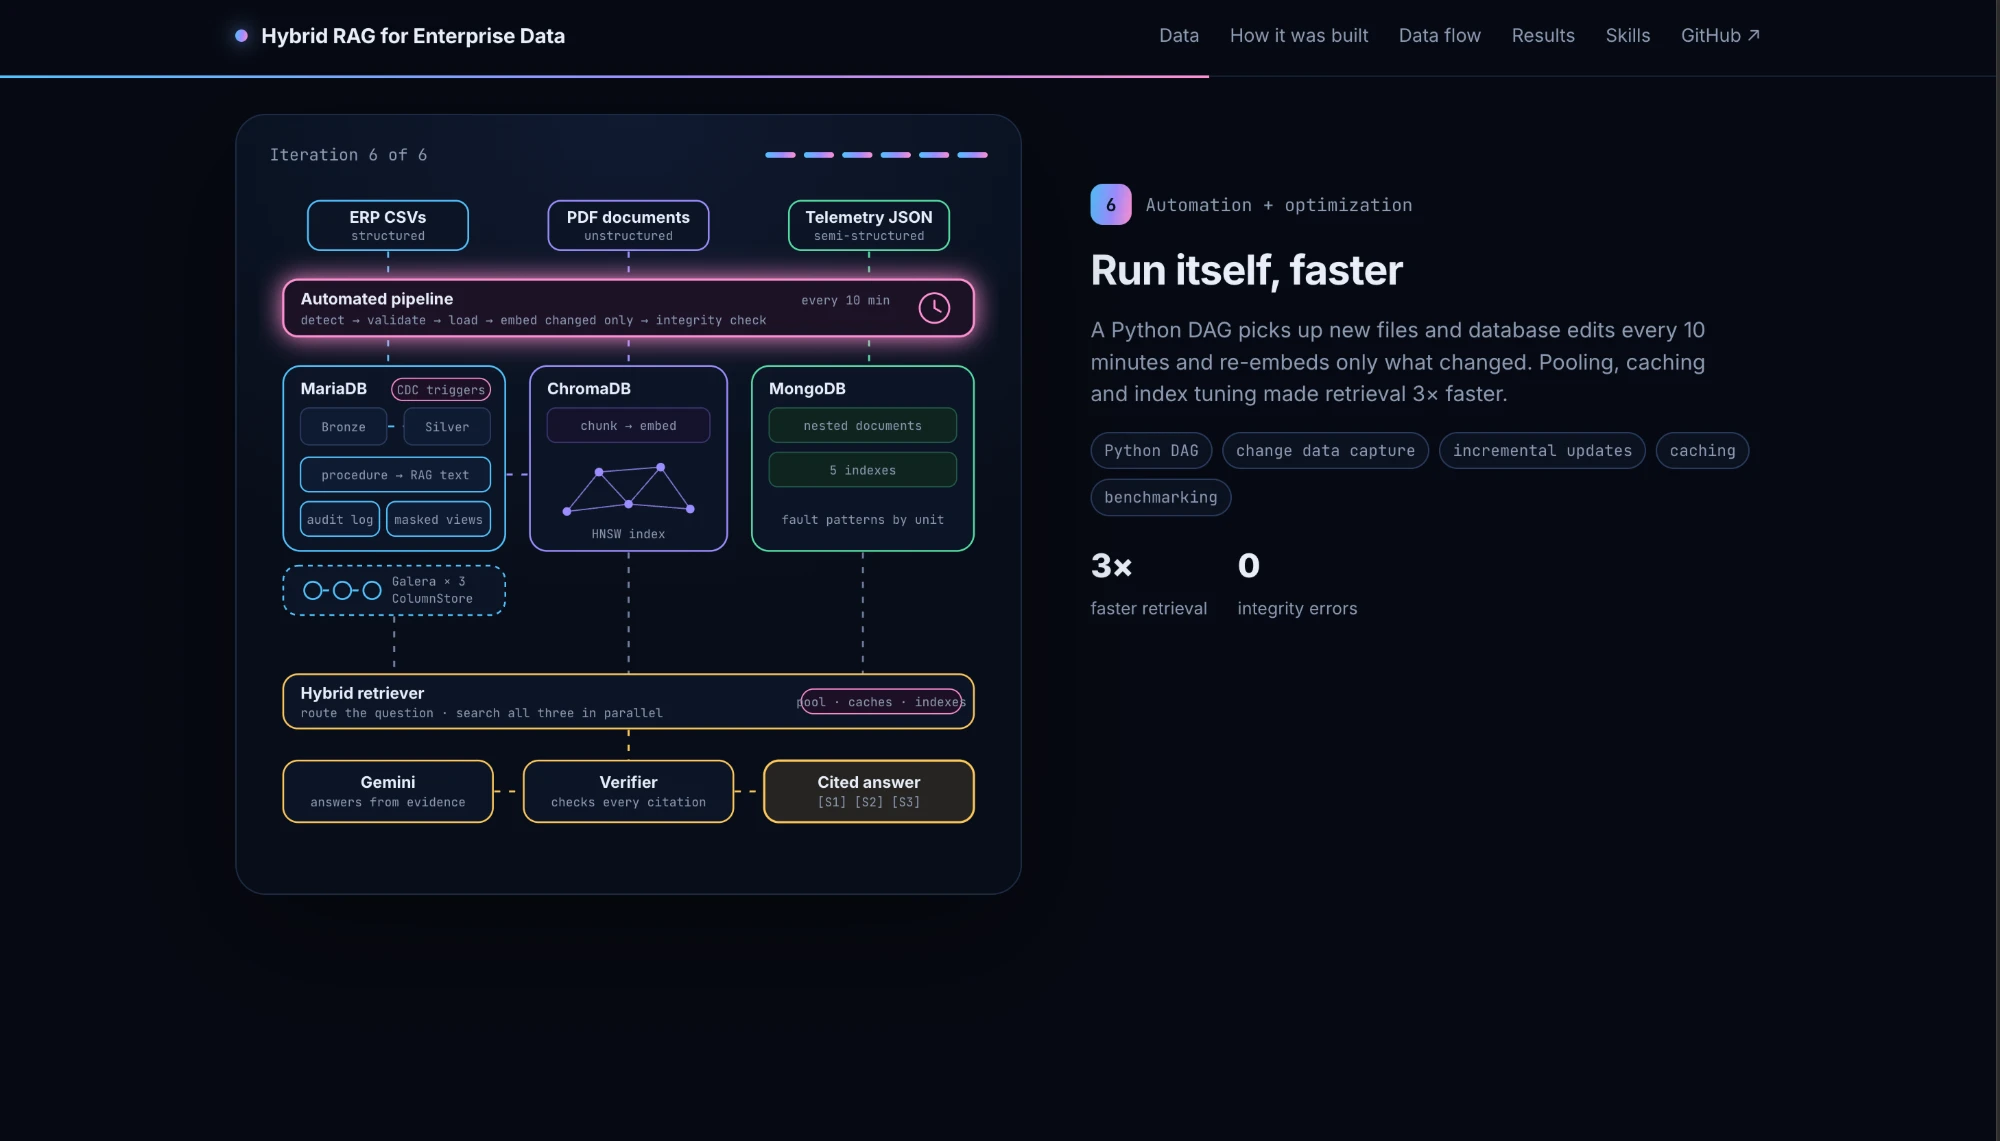 Hybrid RAG for Enterprise Data
Data
How it was built
Data flow
Results
Skills
GitHub ↗
Iteration 6 of 6
ERP CSVs
structured
PDF documents
unstructured
Telemetry JSON
semi-structured
Automated pipeline
every 10 min
detect → validate → load → embed changed only → integrity check
MariaDB
CDC triggers
Bronze
Silver
procedure → RAG text
audit log
masked views
Galera × 3
ColumnStore
ChromaDB
chunk → embed
HNSW index
MongoDB
nested documents
5 indexes
fault patterns by unit
Hybrid retriever
route the question · search all three in parallel
pool · caches · indexes
Gemini
answers from evidence
Verifier
checks every citation
Cited answer
[S1] [S2] [S3]
6
Automation + optimization
Run itself, faster
A Python DAG picks up new files and database edits every 10
minutes and re-embeds only what changed. Pooling, caching
and index tuning made retrieval 3× faster.
Python DAG
change data capture
incremental updates
caching
benchmarking
3×
faster retrieval
0
integrity errors